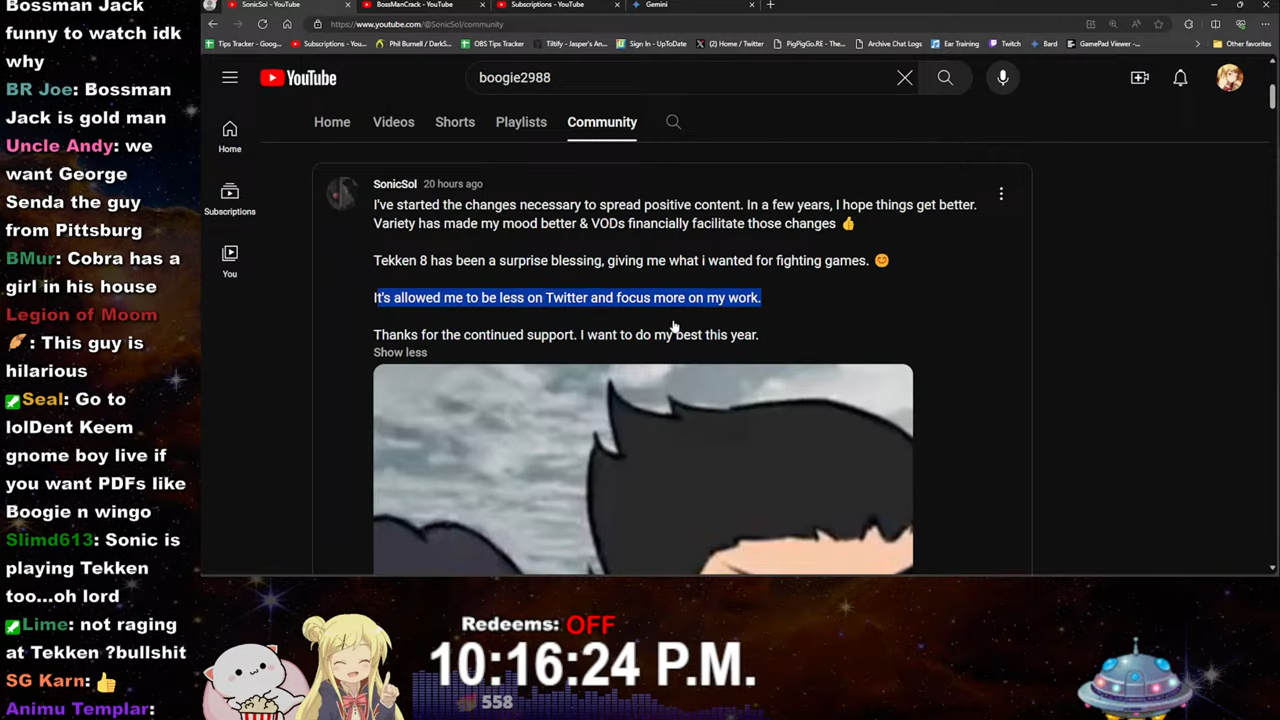 Bossman Jack
funny to watch idk
why
BR Joe: Bossman
Jack is gold man
Uncle Andy: we
want George
Senda the guy
from Pittsburg
BMur: Cobra has a
girl in his house
Legion of Moom
: This guy is
hilarious
Seal: Go to
lolDent Keem
gnome boy live if
you want PDFs like
Boogie n wingo
Slimd613: Sonic is
playing Tekken
too...oh lord
Lime: not raging
at Tekken ?bullshit
SG Karn: 👍
Animu Templar:
SonicSol - YouTube
BossManCrack - YouTube
Subscriptions - YouTube
Gemini
https://www.youtube.com/@SonicSol/community
Tips Tracker - Goog...
Subscriptions - You...
Phil Burnell / DarkS...
OBS Tips Tracker
Tiltify - Jasper's An...
Sign In - UpToDate
(2) Home / Twitter
PigPigGo.RE - The...
Archive Chat Logs
Ear Training
Twitch
Bard
GamePad Viewer -...
Other favorites
YouTube
boogie2988
Home
Subscriptions
You
Home Videos Shorts Playlists Community
SonicSol 20 hours ago
I've started the changes necessary to spread positive content. In a few years, I hope things get better.
Variety has made my mood better & VODs financially facilitate those changes 👍
Tekken 8 has been a surprise blessing, giving me what i wanted for fighting games. 😊
It's allowed me to be less on Twitter and focus more on my work.
Thanks for the continued support. I want to do my best this year.
Show less
Redeems: OFF
10:16:24 P.M.
558